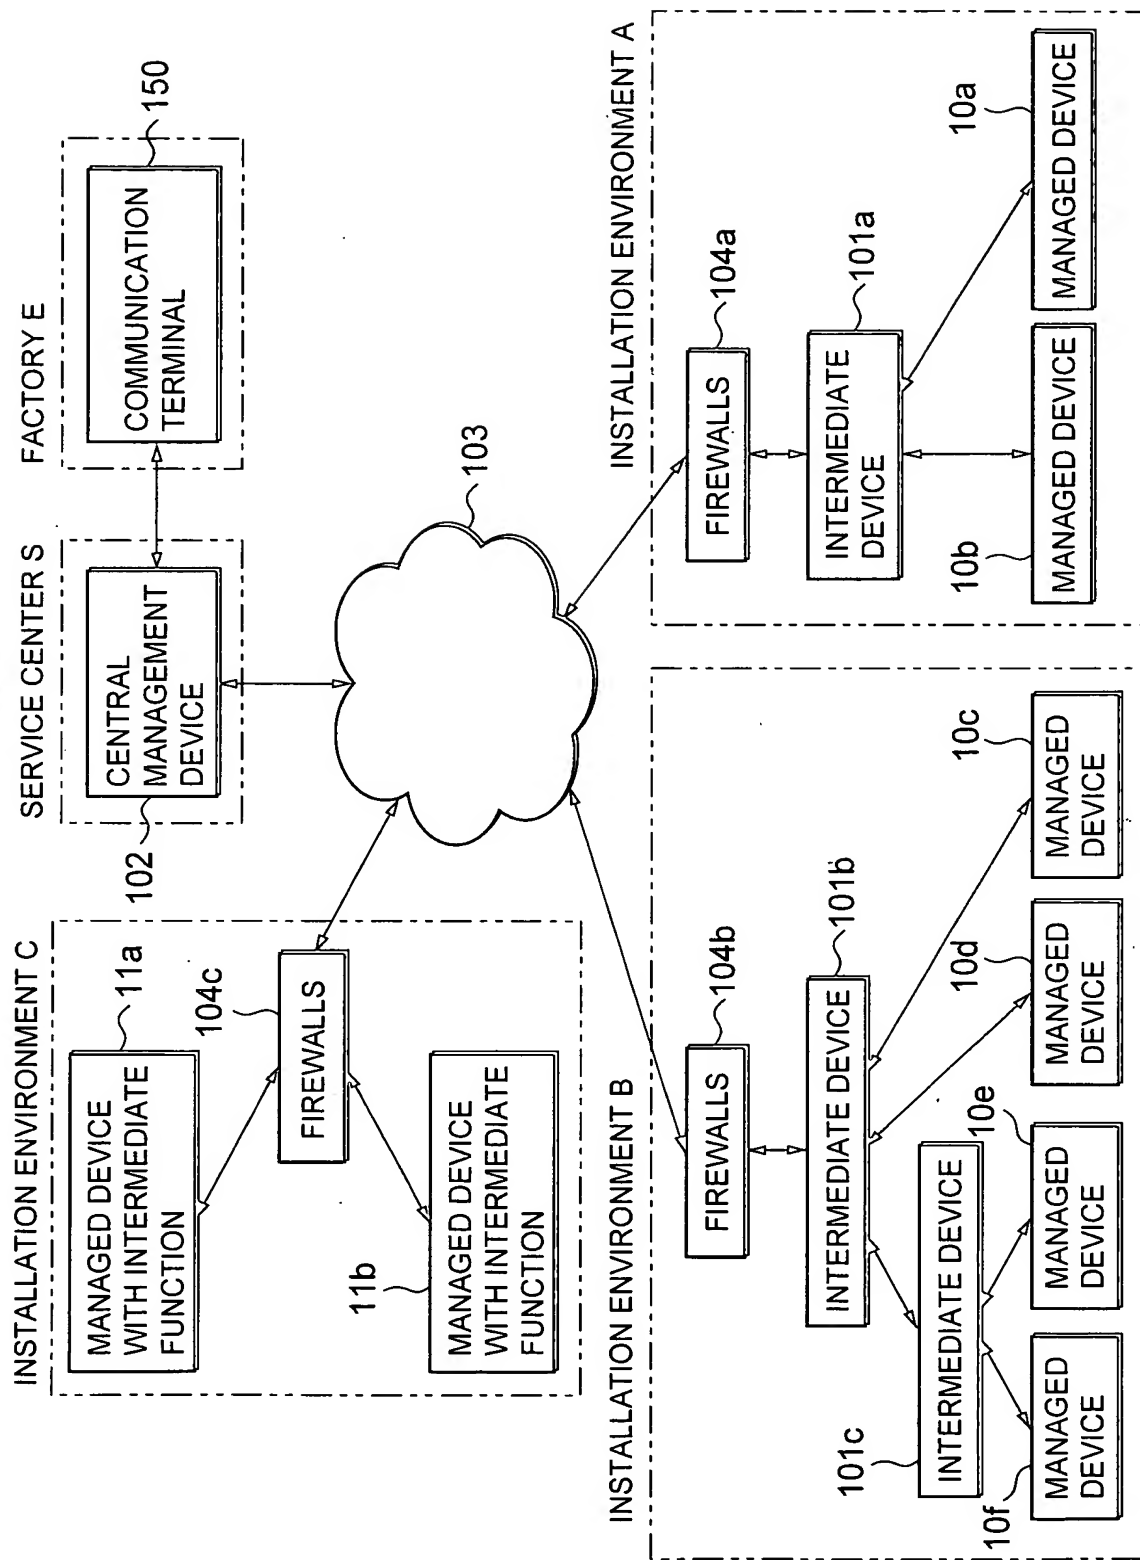 INSTALLATION ENVIRONMENT C
MANAGED DEVICE
WITH INTERMEDIATE
FUNCTION
11a
104c
FIREWALLS
11b
MANAGED DEVICE
WITH INTERMEDIATE
FUNCTION
SERVICE CENTER S
CENTRAL
MANAGEMENT
DEVICE
102
FACTORY E
COMMUNICATION
TERMINAL
150
103
INSTALLATION ENVIRONMENT B
104b
FIREWALLS
101b
INTERMEDIATE DEVICE
101c
INTERMEDIATE DEVICE
10f
MANAGED
DEVICE
10e
MANAGED
DEVICE
10d
MANAGED
DEVICE
10c
MANAGED
DEVICE
INSTALLATION ENVIRONMENT A
104a
FIREWALLS
101a
INTERMEDIATE
DEVICE
10b
MANAGED DEVICE
10a
MANAGED DEVICE